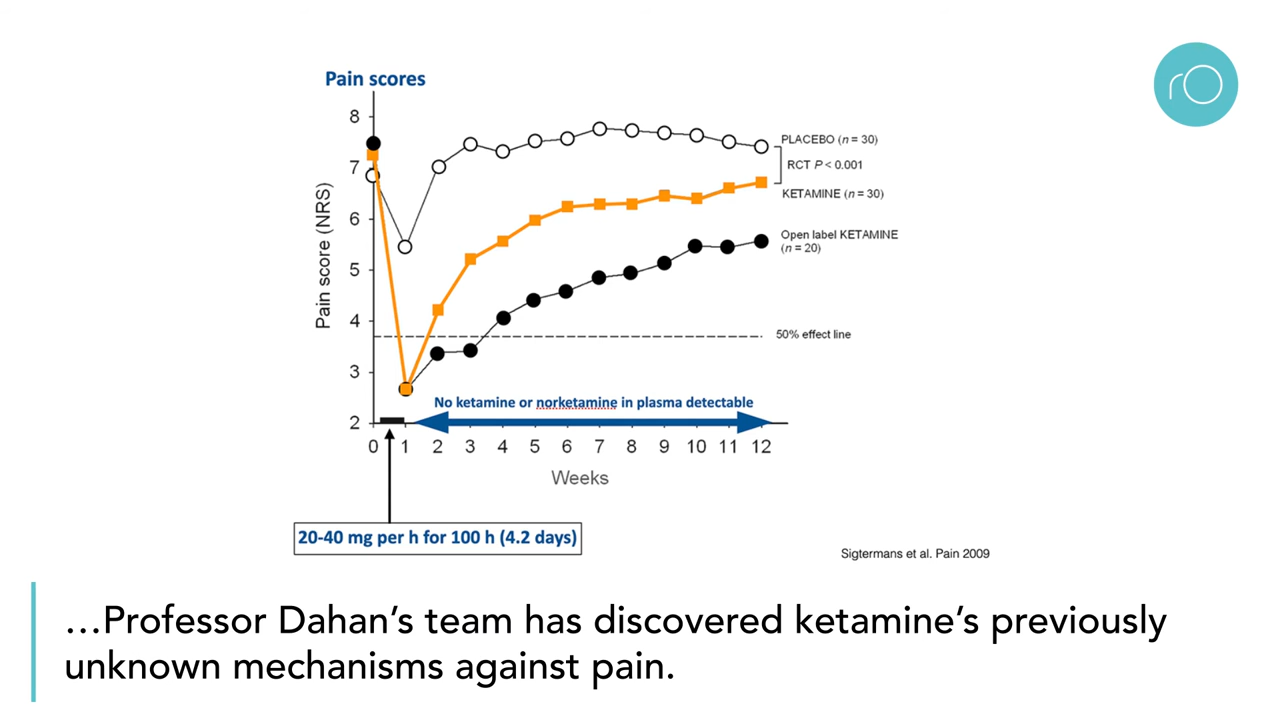 Pain scores
Pain score (NRS)
8
7
6
5
4
3
2
PLACEBO (n = 30)
RCT P < 0.001
KETAMINE (n = 30)
Open label KETAMINE
(n = 20)
50% effect line
No ketamine or norketamine in plasma detectable
0 1 2 3 4 5 6 7 8 9 10 11 12
Weeks
20-40 mg per h for 100 h (4.2 days)
Sigtermans et al. Pain 2009
…Professor Dahan’s team has discovered ketamine’s previously
unknown mechanisms against pain.
rO